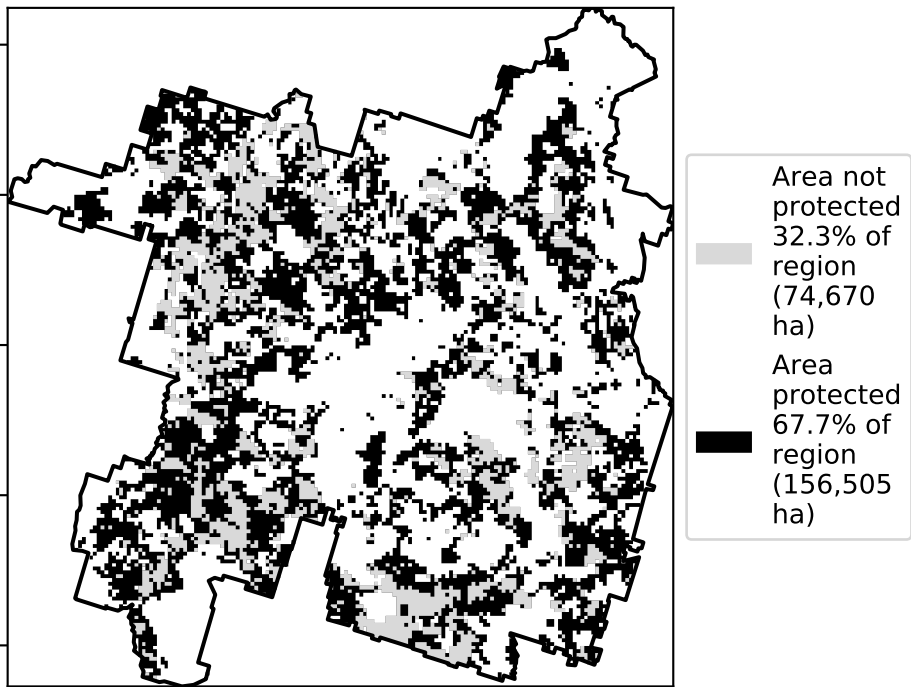 Area not
protected
32.3% of
region
(74,670
ha)
Area
protected
67.7% of
region
(156,505
ha)